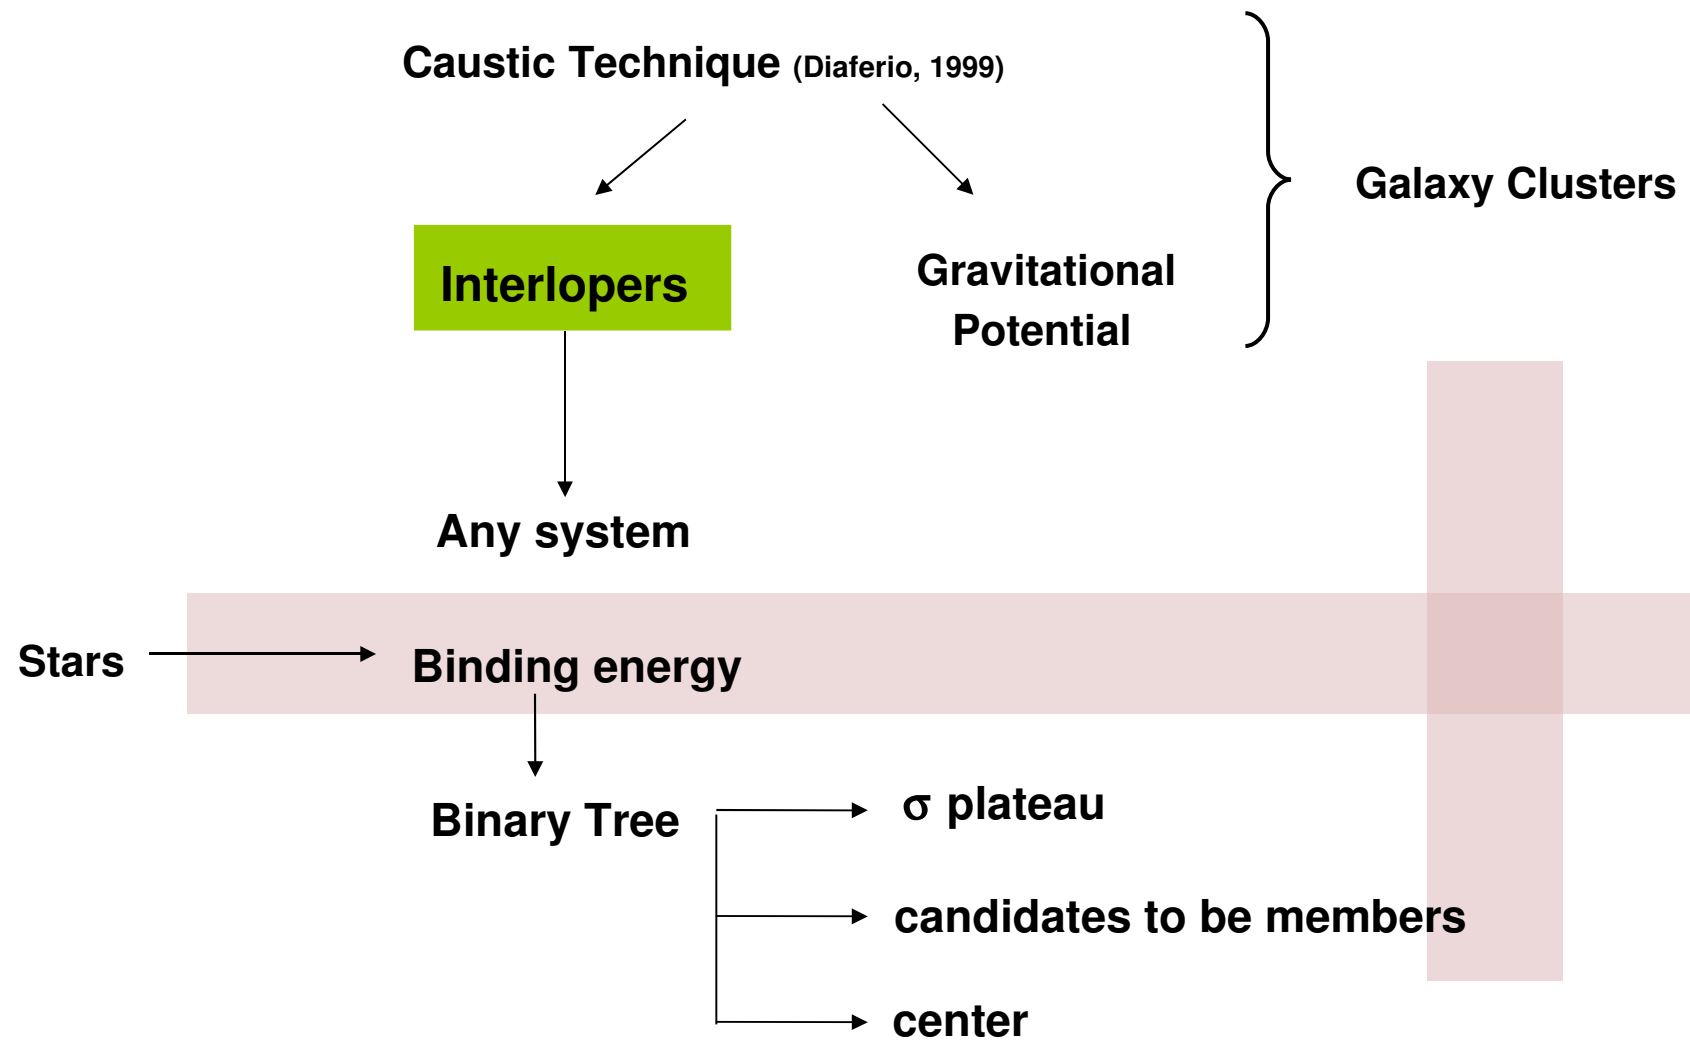 Caustic Technique (Diaferio, 1999)
Galaxy Clusters
Interlopers
Gravitational
Potential
Any system
Stars
Binding energy
Binary Tree
σ plateau
candidates to be members
center